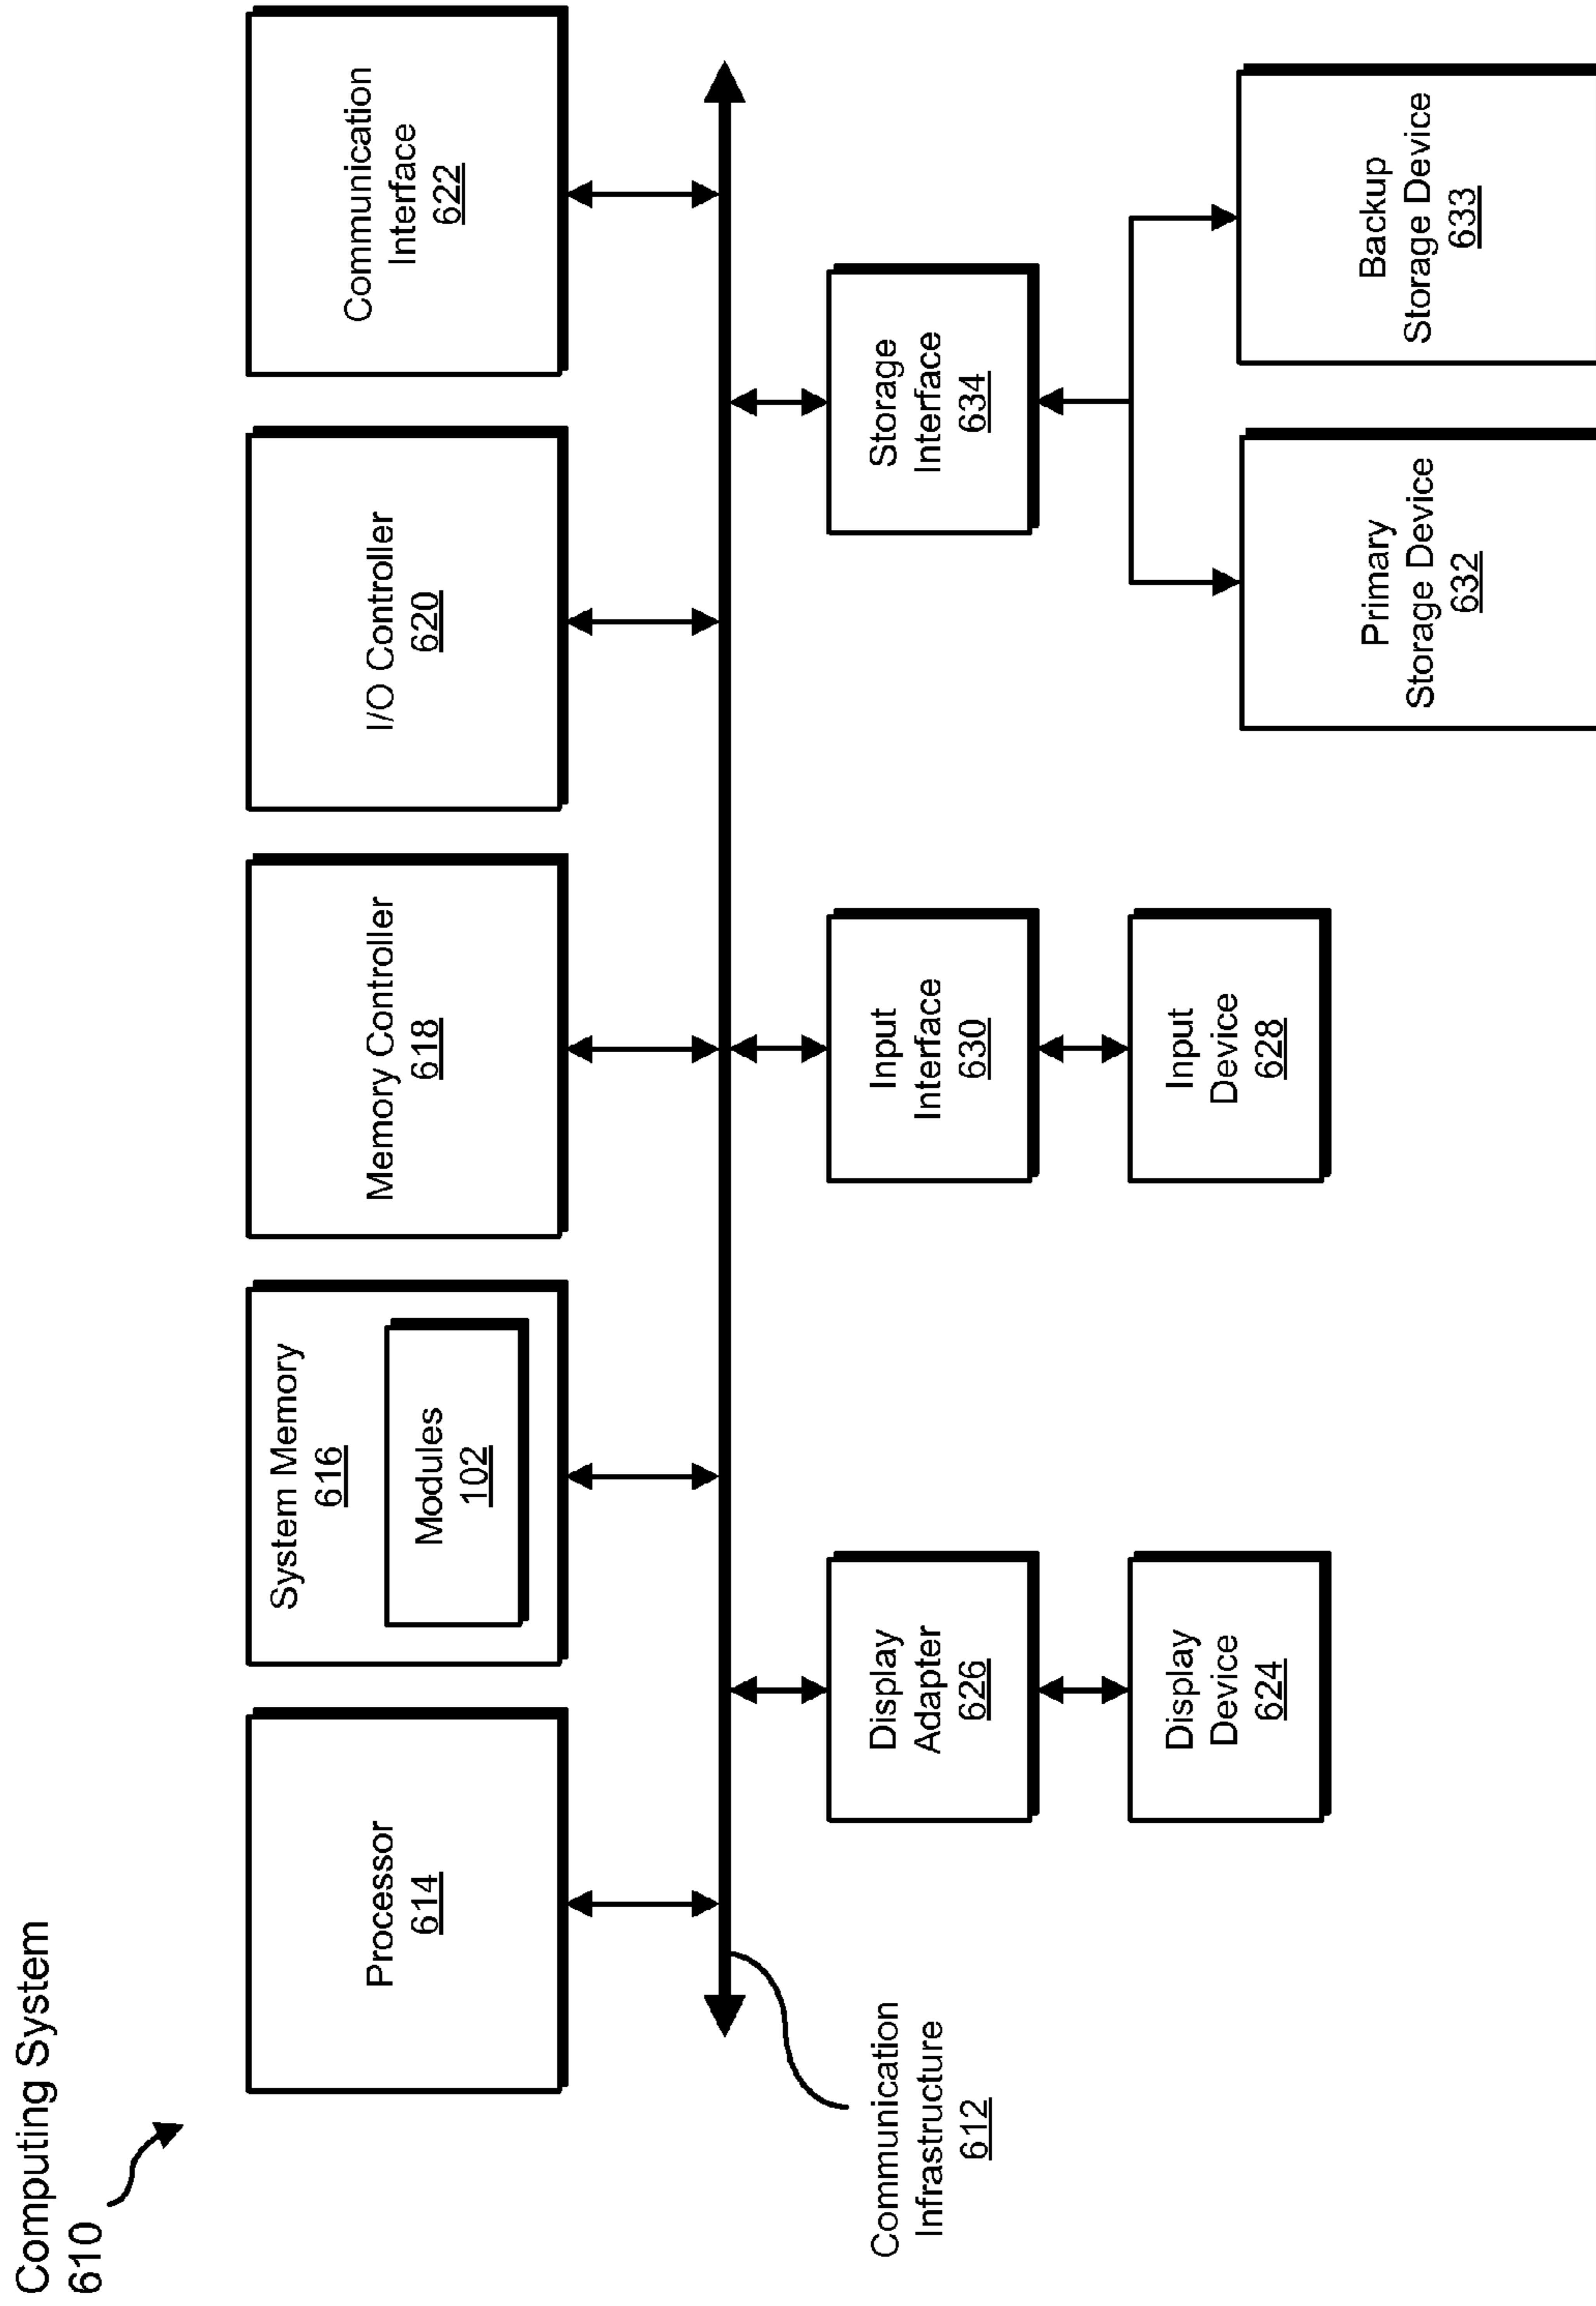 Computing System
610
Processor
614
System Memory
616
Modules
102
Memory Controller
618
I/O Controller
620
Communication
Interface
622
Communication
Infrastructure
612
Display
Adapter
626
Input
Interface
630
Storage
Interface
634
Display
Device
624
Input
Device
628
Primary
Storage Device
632
Backup
Storage Device
633